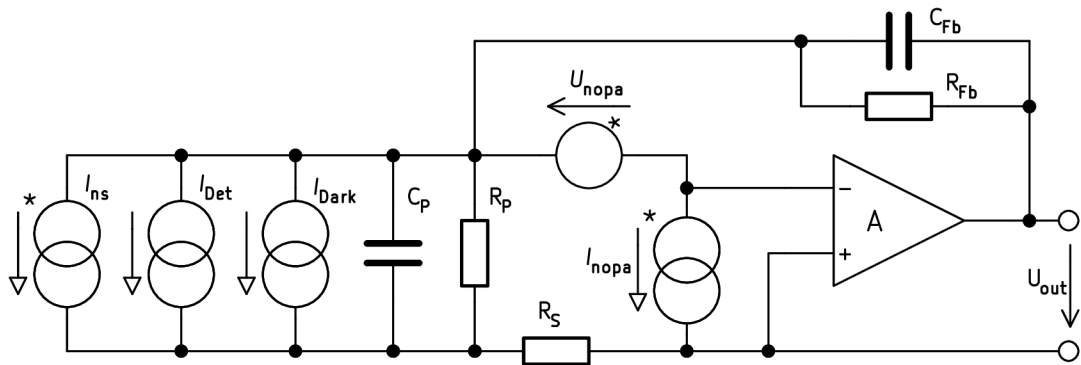 C_Fb
R_Fb
U_nopa
*
* I_ns
I_Det
I_Dark
C_P
R_P
*
I_nopa
−
A
+
U_out
R_S